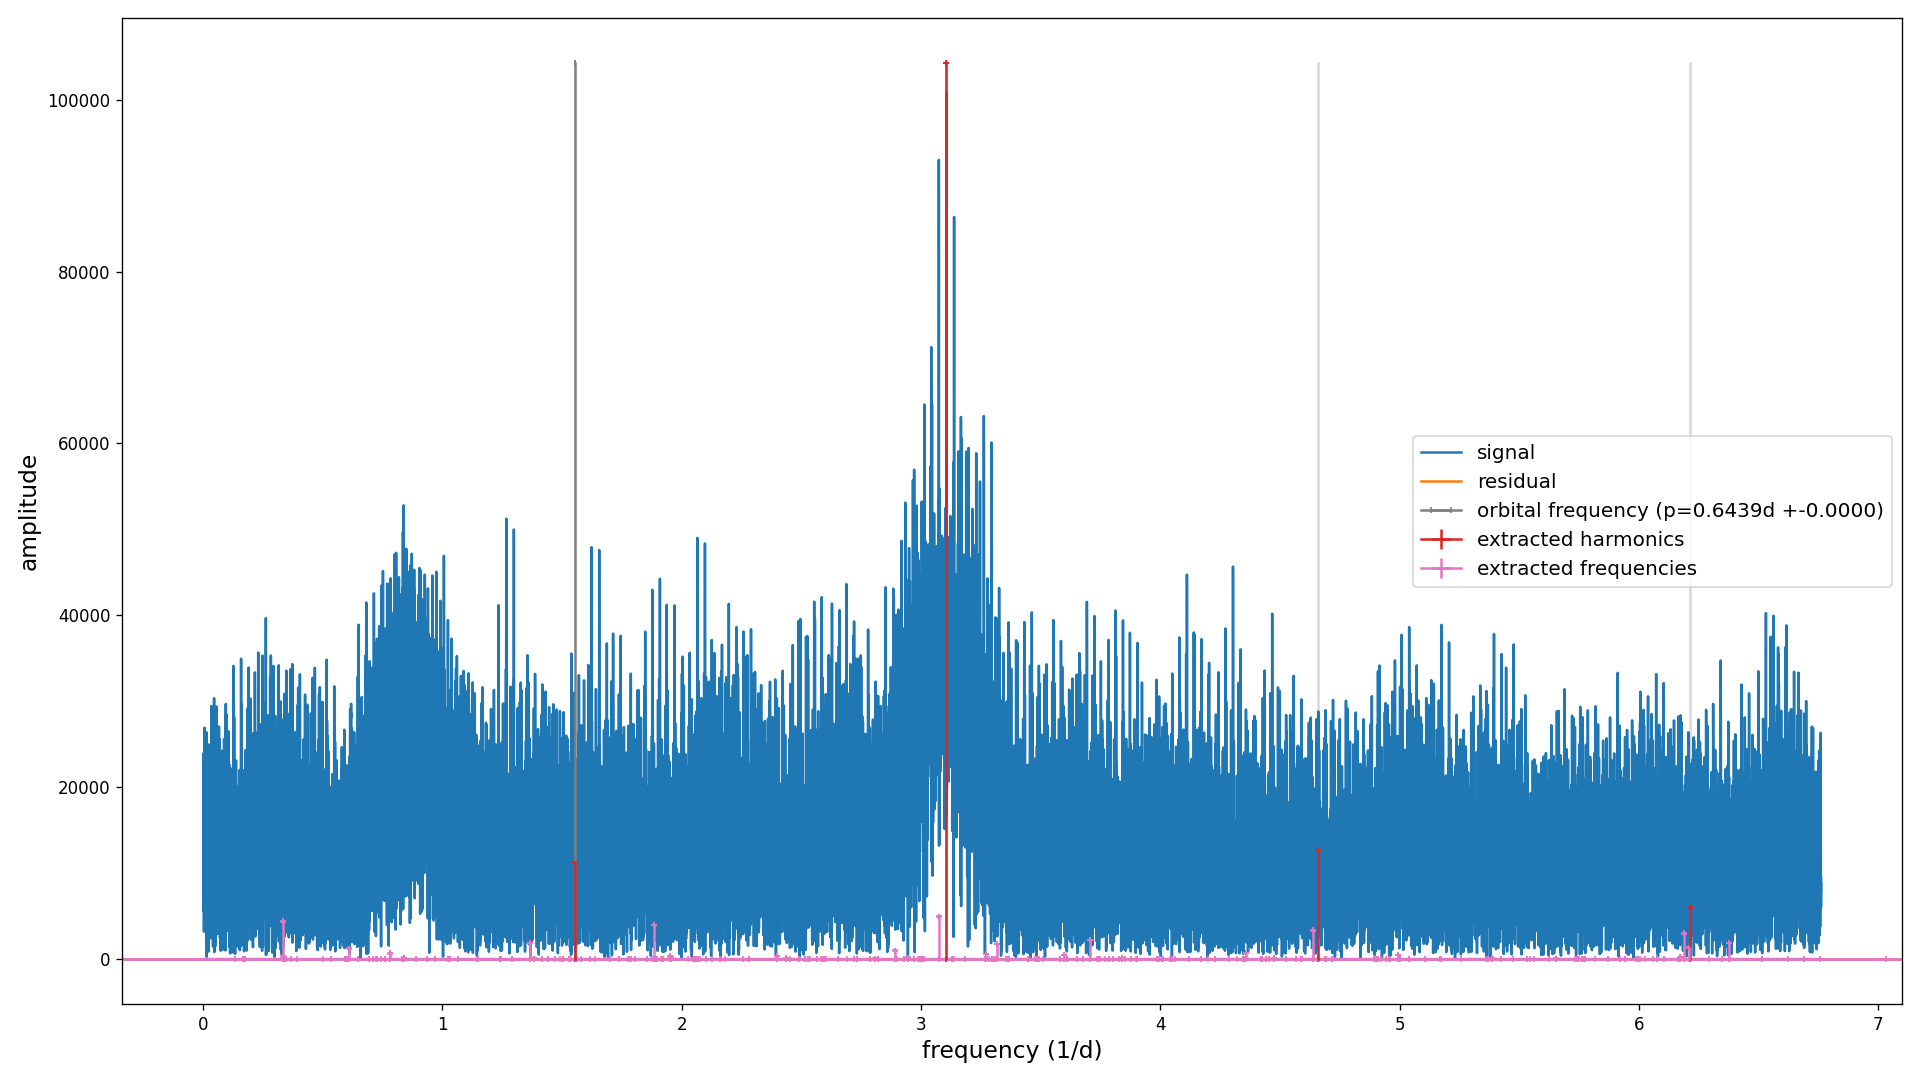 100000
80000
60000
40000
20000
0
amplitude
signal
residual
orbital frequency (p=0.6439d +-0.0000)
extracted harmonics
extracted frequencies
0 1 2 3 4 5 6 7
frequency (1/d)